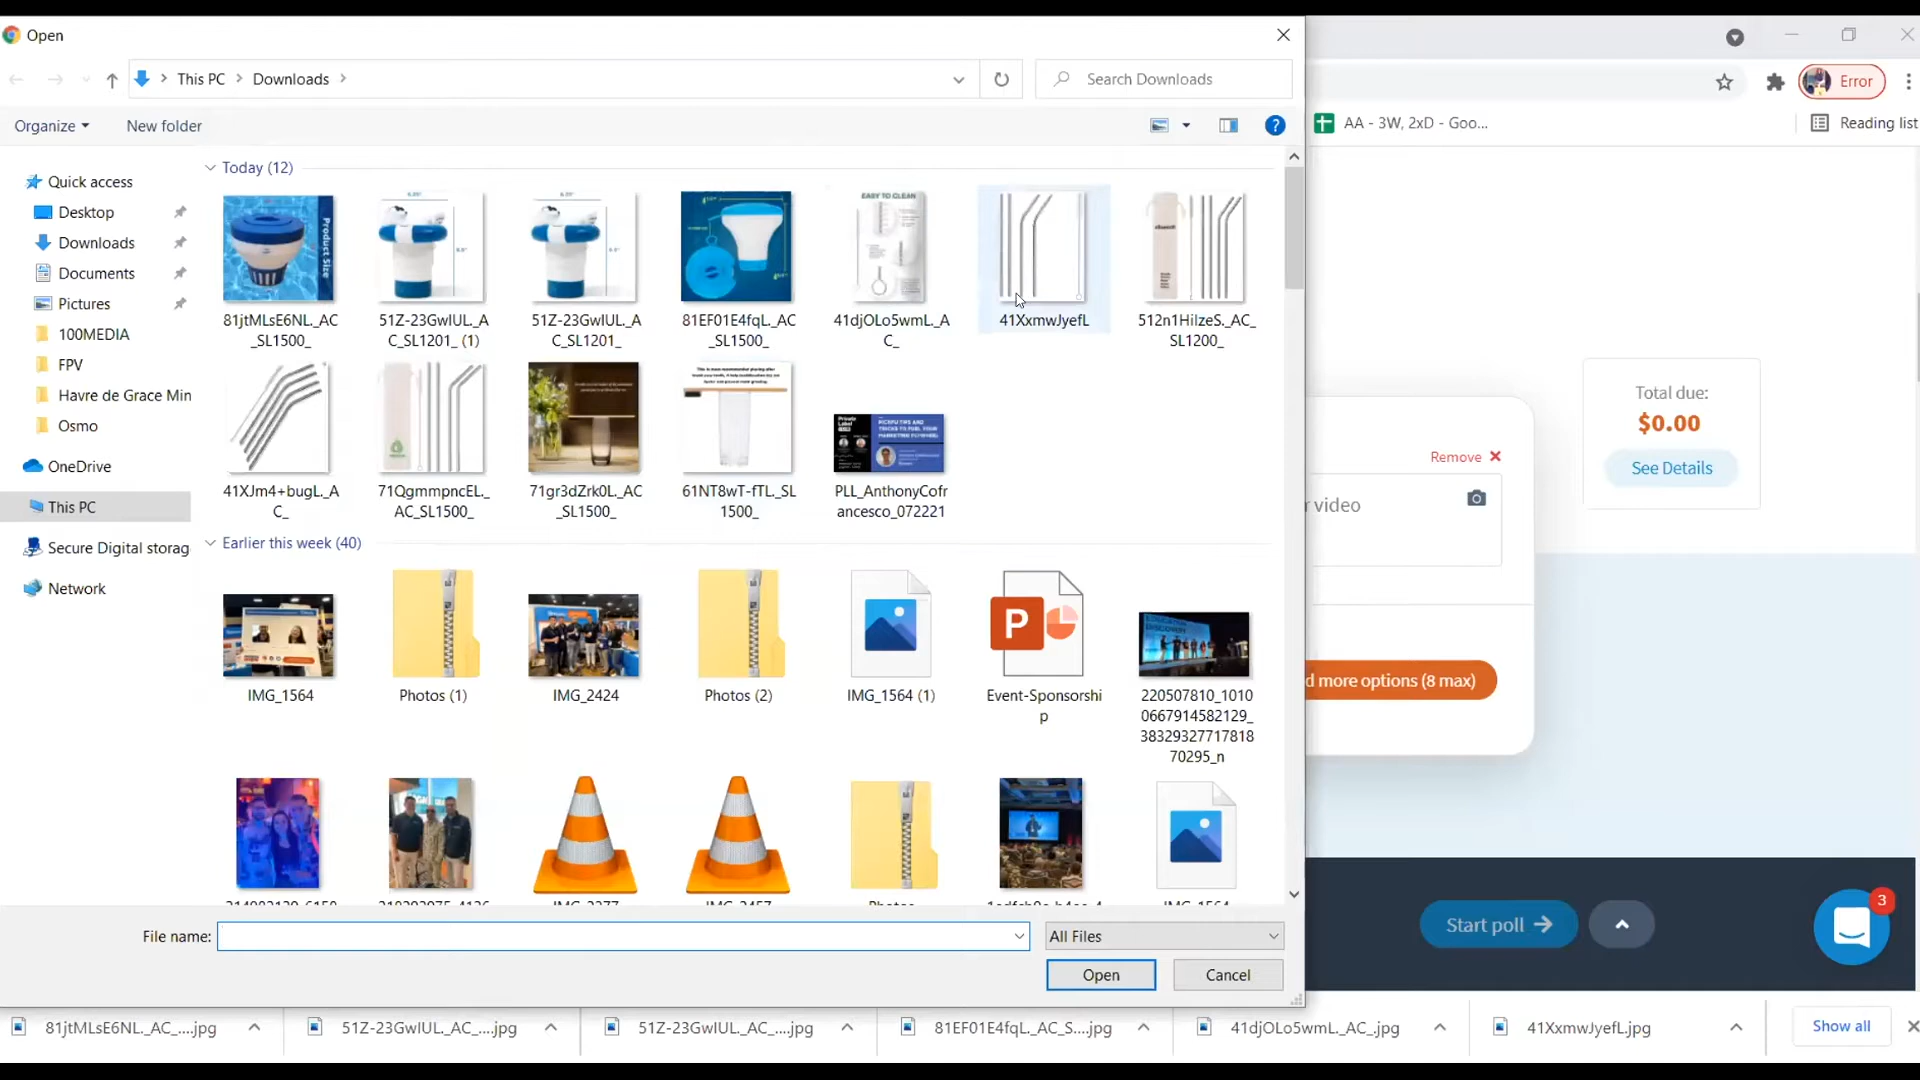 Open
This PC
Downloads
Search Downloads
Error
Organize
New folder
AA - 3W, 2xD - Goo...
Reading list
Quick access
Desktop
Downloads
Documents
Pictures
100MEDIA
FPV
Havre de Grace Min
Osmo
OneDrive
This PC
Secure Digital storag
Network
Today (12)
Product Size
EASY TO CLEAN
81jtMLsE6NL._AC
_SL1500_
51Z-23GwIUL._A
C_SL1201_ (1)
51Z-23GwIUL._A
C_SL1201_
81EF01E4fqL._AC
_SL1500_
41djOLo5wmL._A
C_
41XxmwJyefL
512n1HiIzeS._AC_
SL1200_
41XJm4+bugL._A
C_
71QgmmpncEL._
AC_SL1500_
71gr3dZrk0L._AC
_SL1500_
61NT8wT-fTL._SL
1500_
PLL_AnthonyCofr
ancesco_072221
Earlier this week (40)
IMG_1564
Photos (1)
IMG_2424
Photos (2)
IMG_1564 (1)
Event-Sponsorshi
p
220507810_1010
0667914582129_
38329327717818
70295_n
Total due:
$0.00
See Details
Remove
r video
d more options (8 max)
Start poll
3
File name:
All Files
Open
Cancel
81jtMLsE6NL._AC_....jpg
51Z-23GwIUL._AC_....jpg
51Z-23GwIUL._AC_....jpg
81EF01E4fqL._AC_S....jpg
41djOLo5wmL._AC_.jpg
41XxmwJyefL.jpg
Show all